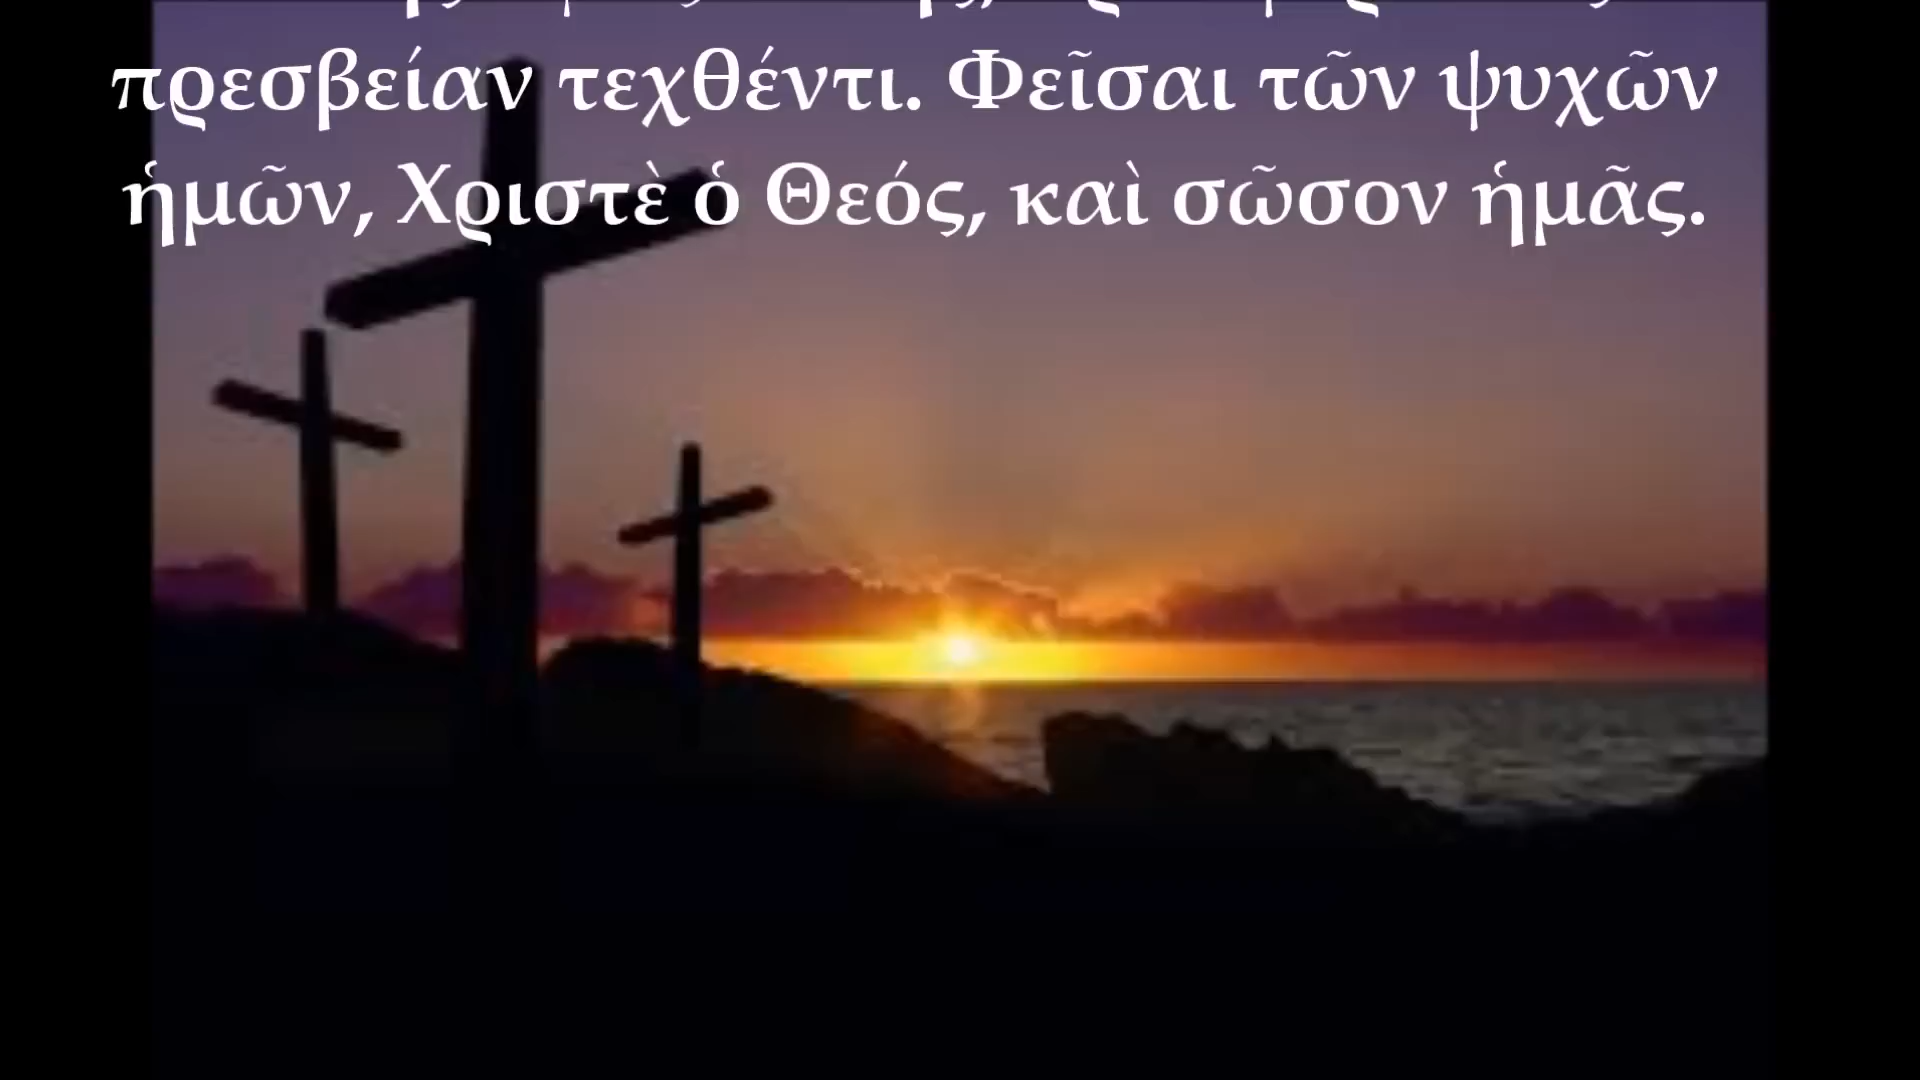 πρεσβείαν τεχθέντι. Φεῖσαι τῶν ψυχῶν
ἡμῶν, Χριστὲ ὁ Θεός, καὶ σῶσον ἡμᾶς.